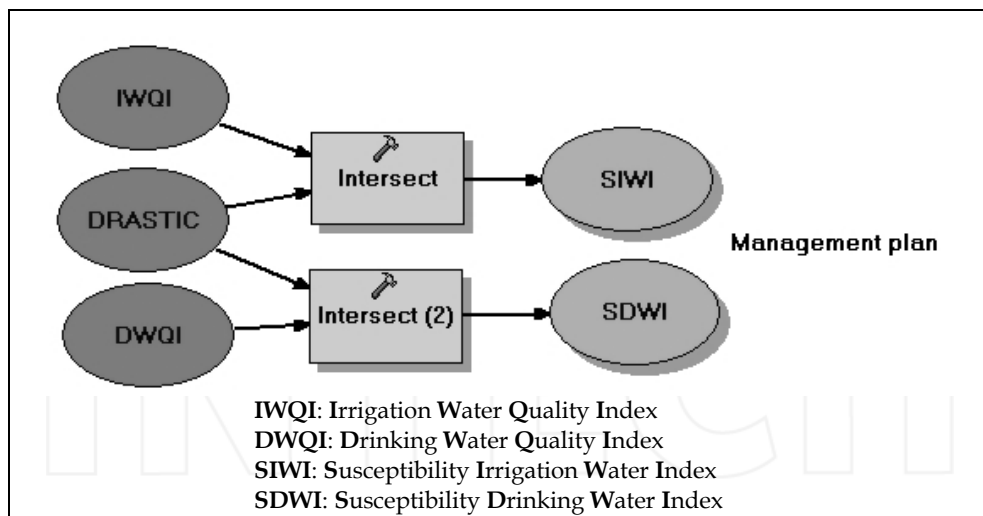 IWQI
DRASTIC
DWQI
Intersect
Intersect (2)
SIWI
SDWI
Management plan
IWQI: Irrigation Water Quality Index
DWQI: Drinking Water Quality Index
SIWI: Susceptibility Irrigation Water Index
SDWI: Susceptibility Drinking Water Index